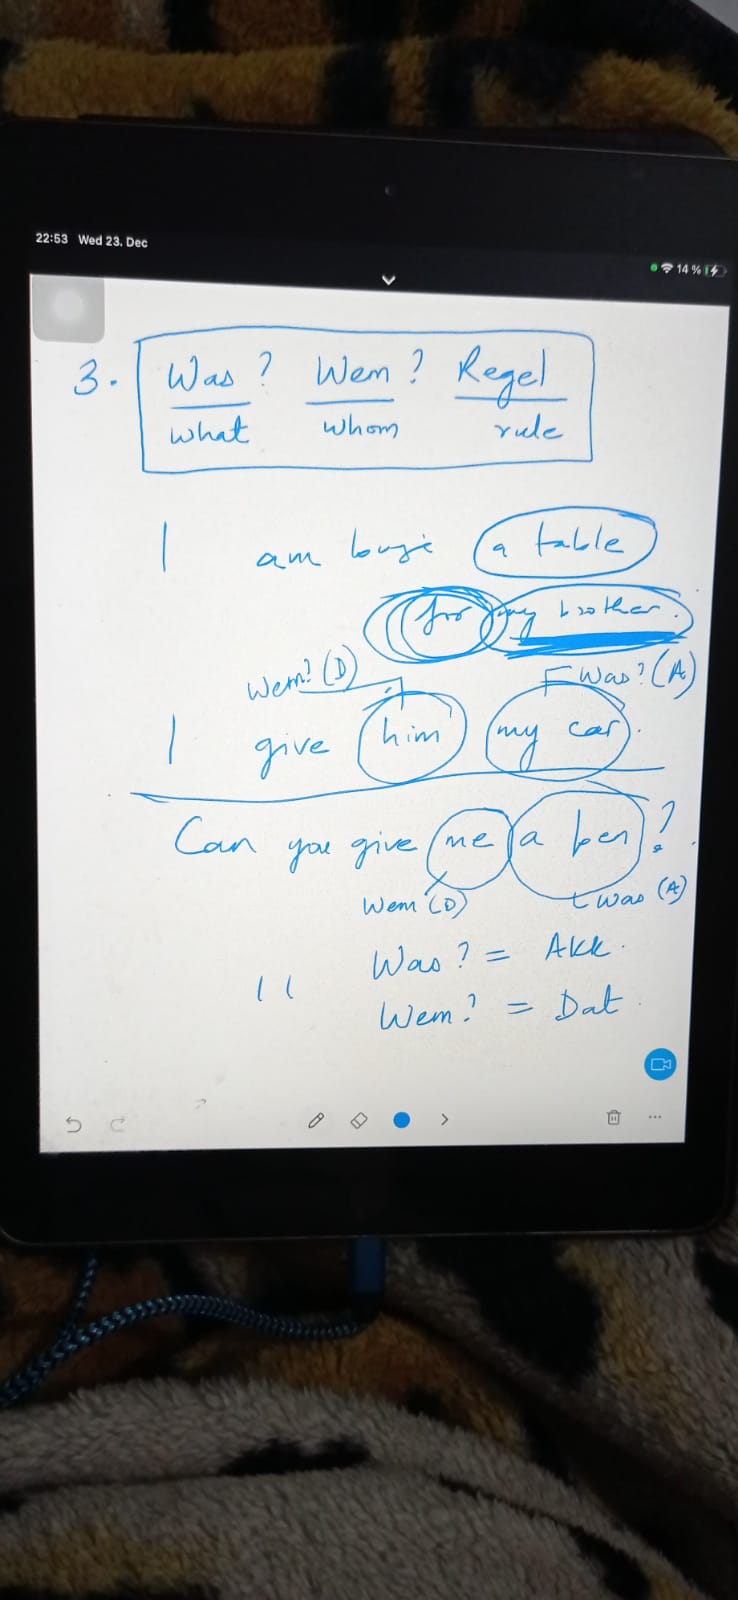 22:53 Wed 23. Dec
14 %
3. Was? Wem? Regel
what whom rule
I am a table
for my brother.
Wem? (D) Was? (A)
I give him my car.
Can you give me a pen?
Wem (D) Was (A)
Was? = Akk.
Wem? = Dat.